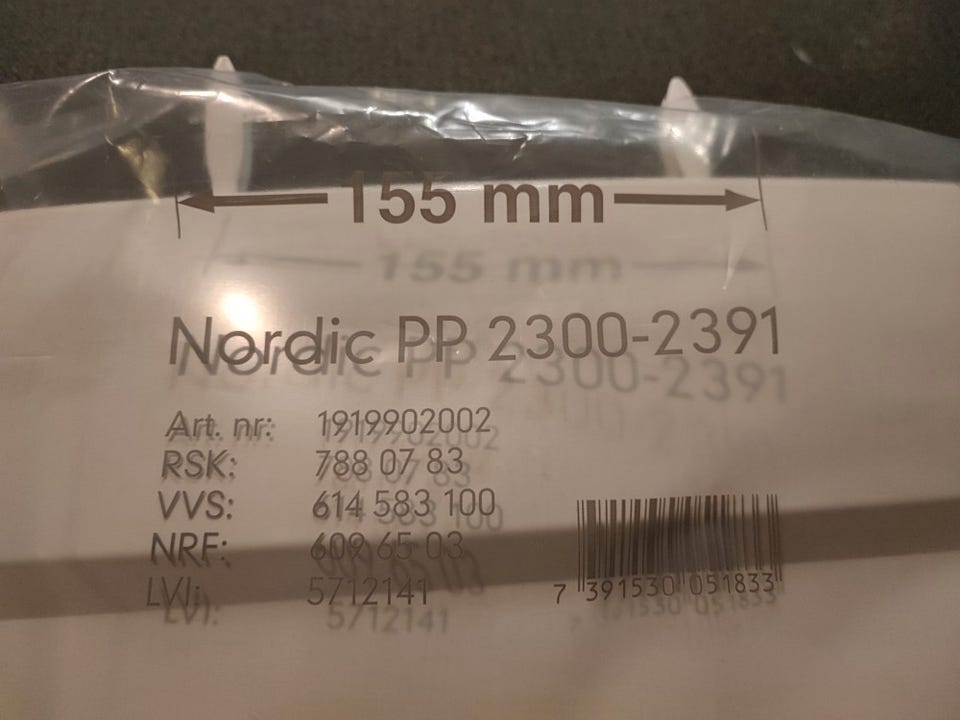 155 mm
Nordic PP 2300-2391
Art. nr: 1919902002
RSK: 788 07 83
VVS: 614 583 100
NRF: 609 65 03
LVI: 5712141
7 391530 051833